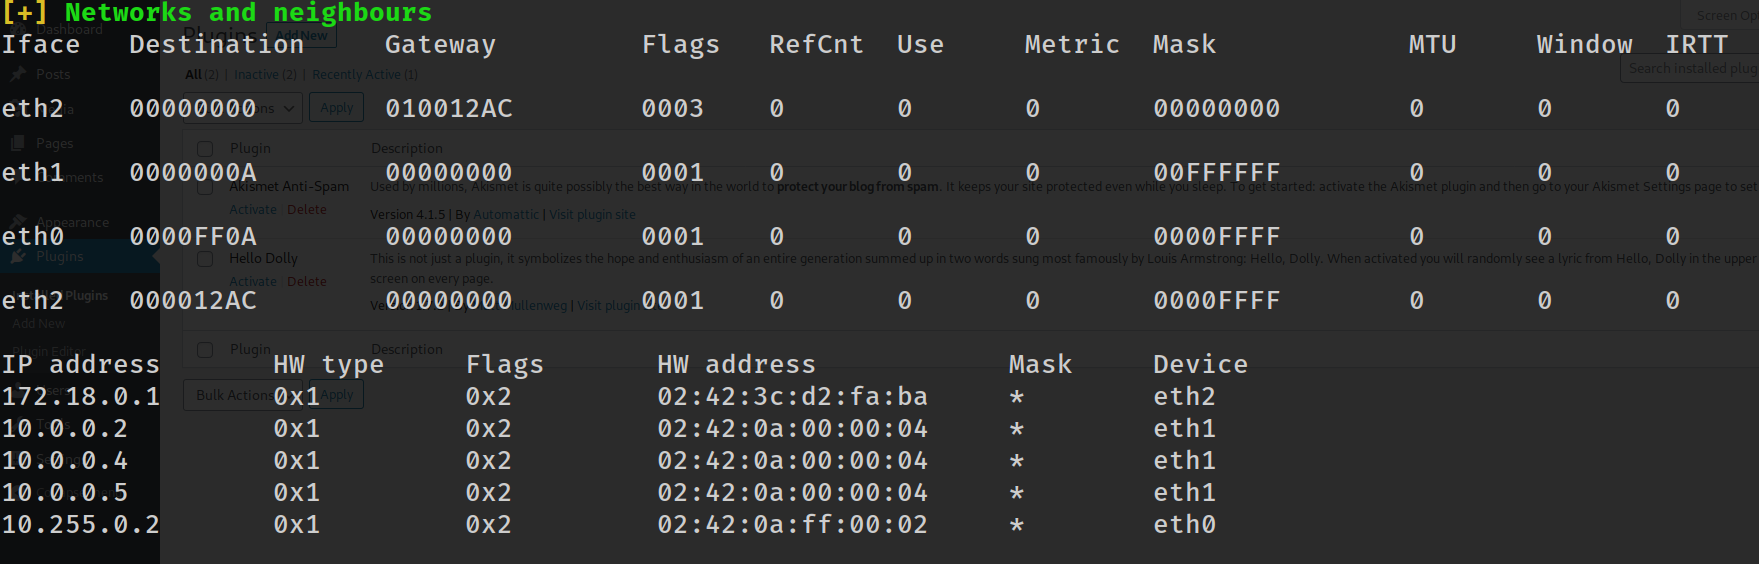 [+] Networks and neighbours
Iface Destination Gateway Flags RefCnt Use Metric Mask MTU Window IRTT
eth2 00000000 010012AC 0003 0 0 0 00000000 0 0 0
eth1 0000000A 00000000 0001 0 0 0 00FFFFFF 0 0 0
eth0 0000FF0A 00000000 0001 0 0 0 0000FFFF 0 0 0
eth2 000012AC 00000000 0001 0 0 0 0000FFFF 0 0 0
IP address HW type Flags HW address Mask Device
172.18.0.1 0x1 0x2 02:42:3c:d2:fa:ba * eth2
10.0.0.2 0x1 0x2 02:42:0a:00:00:04 * eth1
10.0.0.4 0x1 0x2 02:42:0a:00:00:04 * eth1
10.0.0.5 0x1 0x2 02:42:0a:00:00:04 * eth1
10.255.0.2 0x1 0x2 02:42:0a:ff:00:02 * eth0
Dashboard
Posts
Pages
Appearance
Plugins
Installed Plugins
Add New
Plugin Editor
Plugins Add New
Screen Op
All (2) | Inactive (2) | Recently Active (1)
Search installed plug
Apply
Plugin Description
Akismet Anti-Spam Used by millions, Akismet is quite possibly the best way in the world to protect your blog from spam. It keeps your site protected even while you sleep. To get started: activate the Akismet plugin and then go to your Akismet Settings page to set
Activate | Delete Version 4.1.5 | By Automattic | Visit plugin site
Hello Dolly This is not just a plugin, it symbolizes the hope and enthusiasm of an entire generation summed up in two words sung most famously by Louis Armstrong: Hello, Dolly. When activated you will randomly see a lyric from Hello, Dolly in the upper
Activate | Delete screen on every page.
Visit plugin
Plugin Description
Bulk Actions Apply